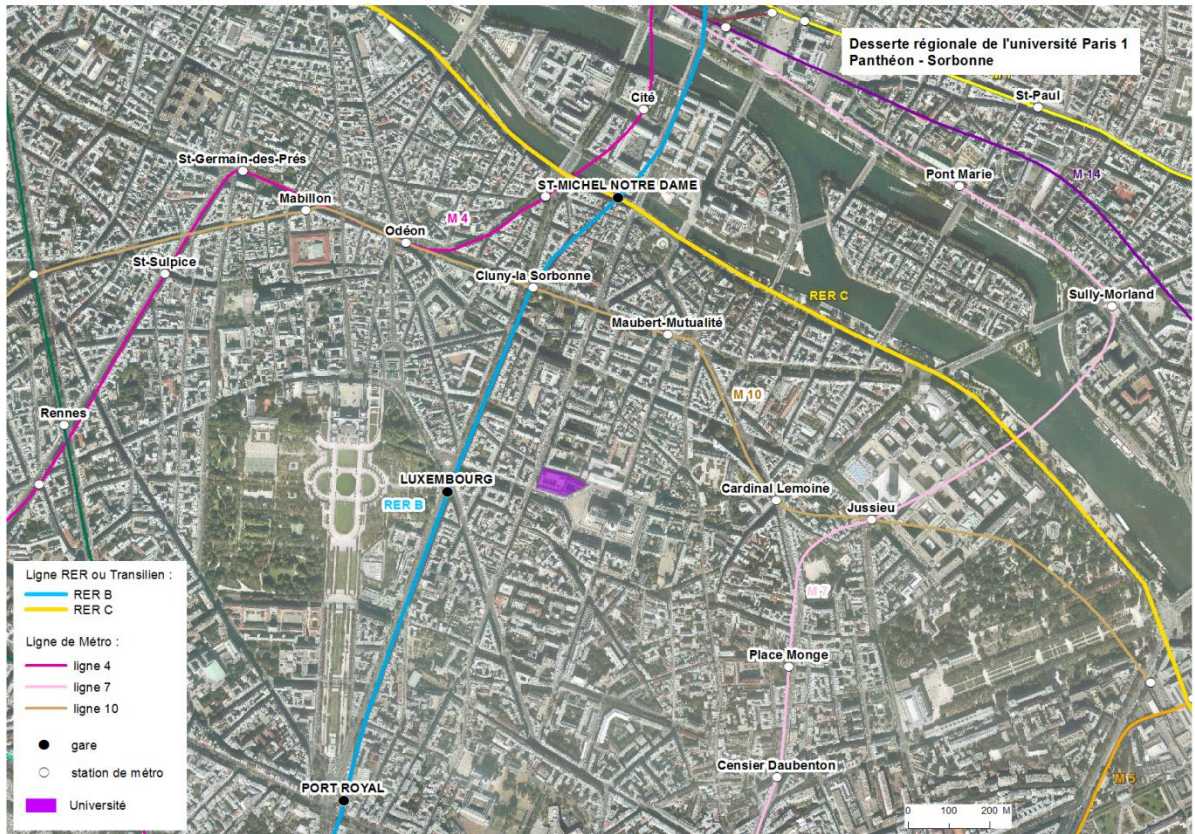 Desserte régionale de l'université Paris 1
Panthéon - Sorbonne
St-Paul
Cité
St-Germain-des-Prés
ST-MICHEL NOTRE DAME
Pont Marie
M 14
Mabillon
M 4
Odéon
St-Sulpice
Cluny-la Sorbonne
RER C
Sully-Morland
Maubert-Mutualité
M 10
Rennes
LUXEMBOURG
RER B
Cardinal Lemoine
Jussieu
M 7
Place Monge
Censier Daubenton
M 5
PORT ROYAL
Ligne RER ou Transilien :
RER B
RER C
Ligne de Métro :
ligne 4
ligne 7
ligne 10
gare
station de métro
Université
0 100 200 M